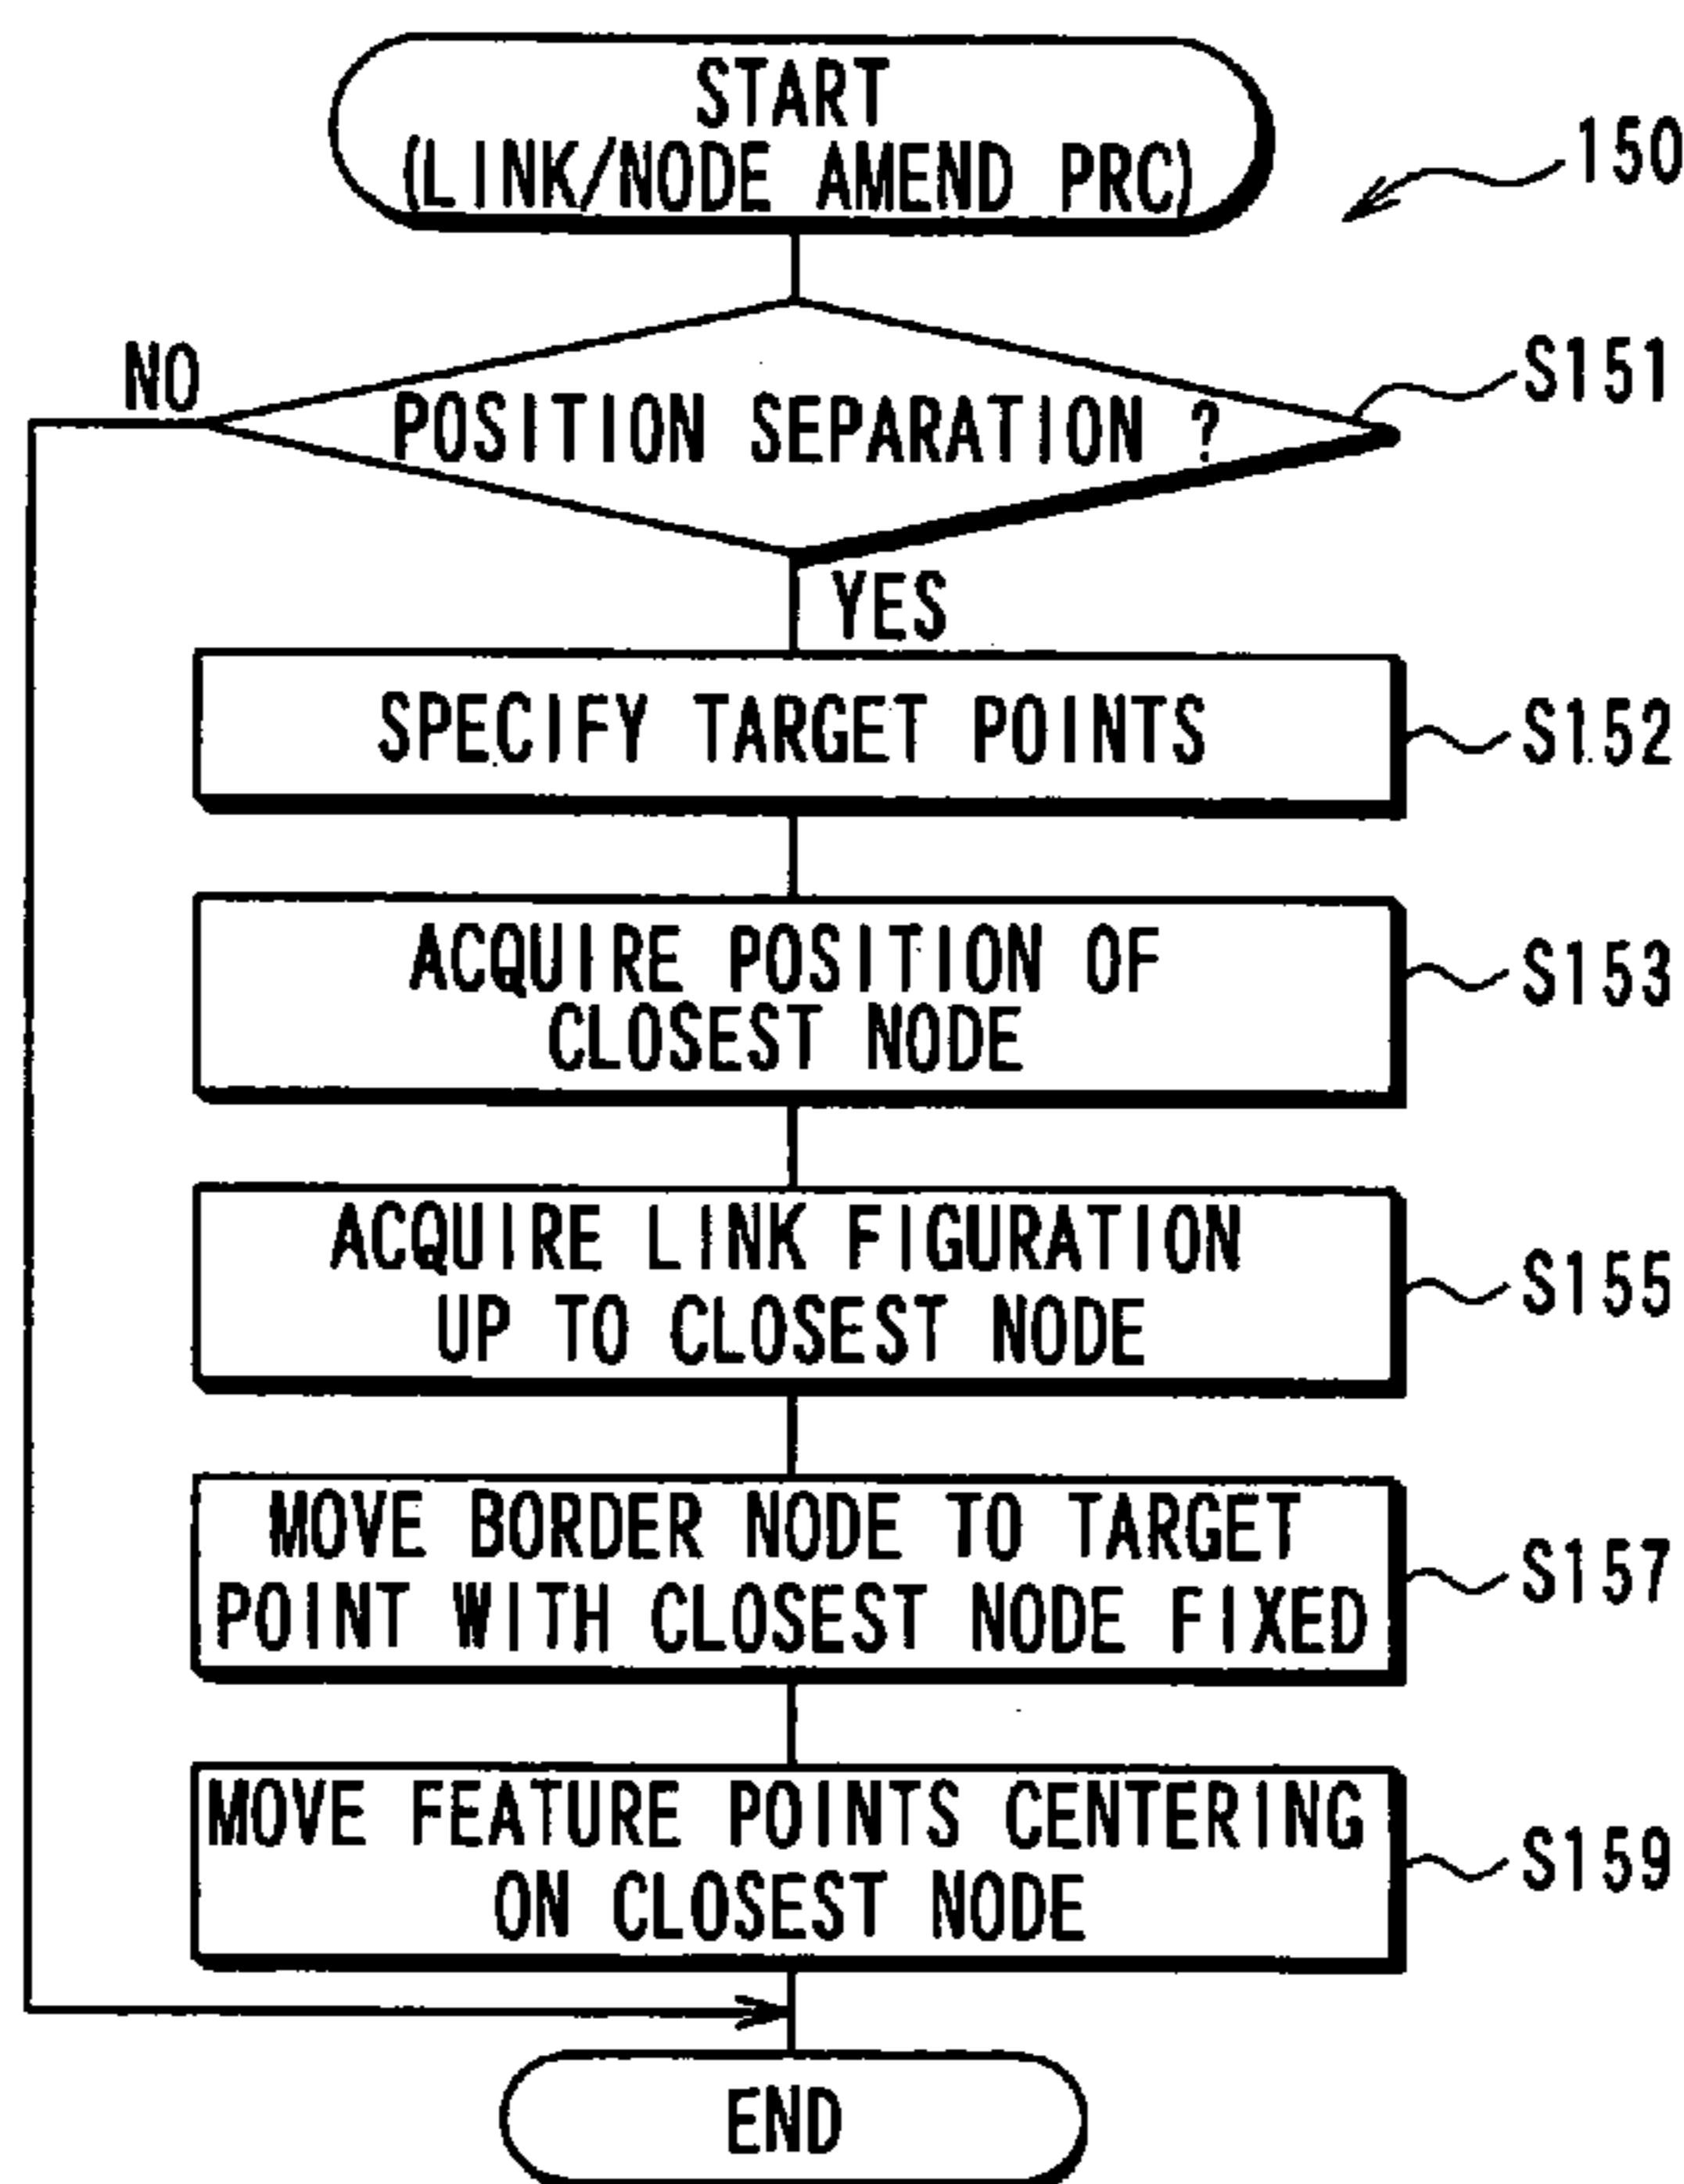 START
(LINK/NODE AMEND PRC)
150
NO
POSITION SEPARATION ?
S151
YES
SPECIFY TARGET POINTS
S152
ACQUIRE POSITION OF
CLOSEST NODE
S153
ACQUIRE LINK FIGURATION
UP TO CLOSEST NODE
S155
MOVE BORDER NODE TO TARGET
POINT WITH CLOSEST NODE FIXED
S157
MOVE FEATURE POINTS CENTERING
ON CLOSEST NODE
S159
END